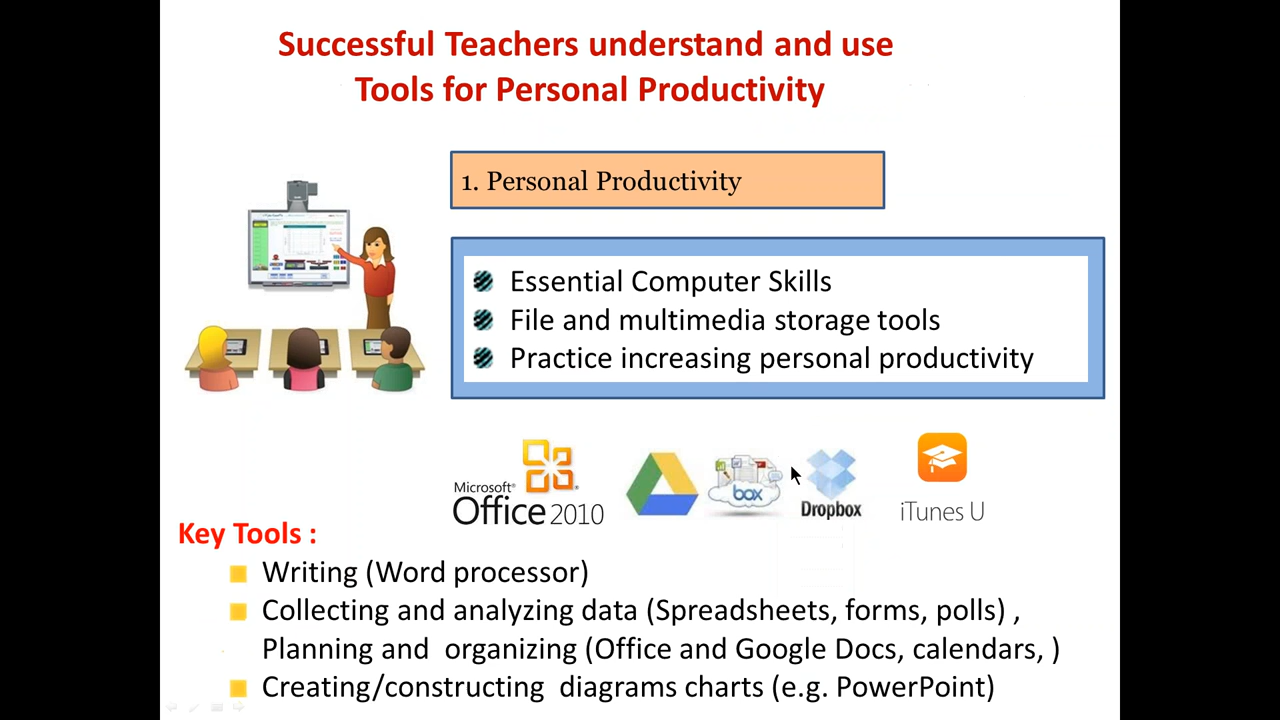 Successful Teachers understand and use
Tools for Personal Productivity
1. Personal Productivity
Essential Computer Skills
File and multimedia storage tools
Practice increasing personal productivity
Microsoft®
Office 2010
box
Dropbox
iTunes U
Key Tools :
Writing (Word processor)
Collecting and analyzing data (Spreadsheets, forms, polls) ,
Planning and organizing (Office and Google Docs, calendars, )
Creating/constructing diagrams charts (e.g. PowerPoint)